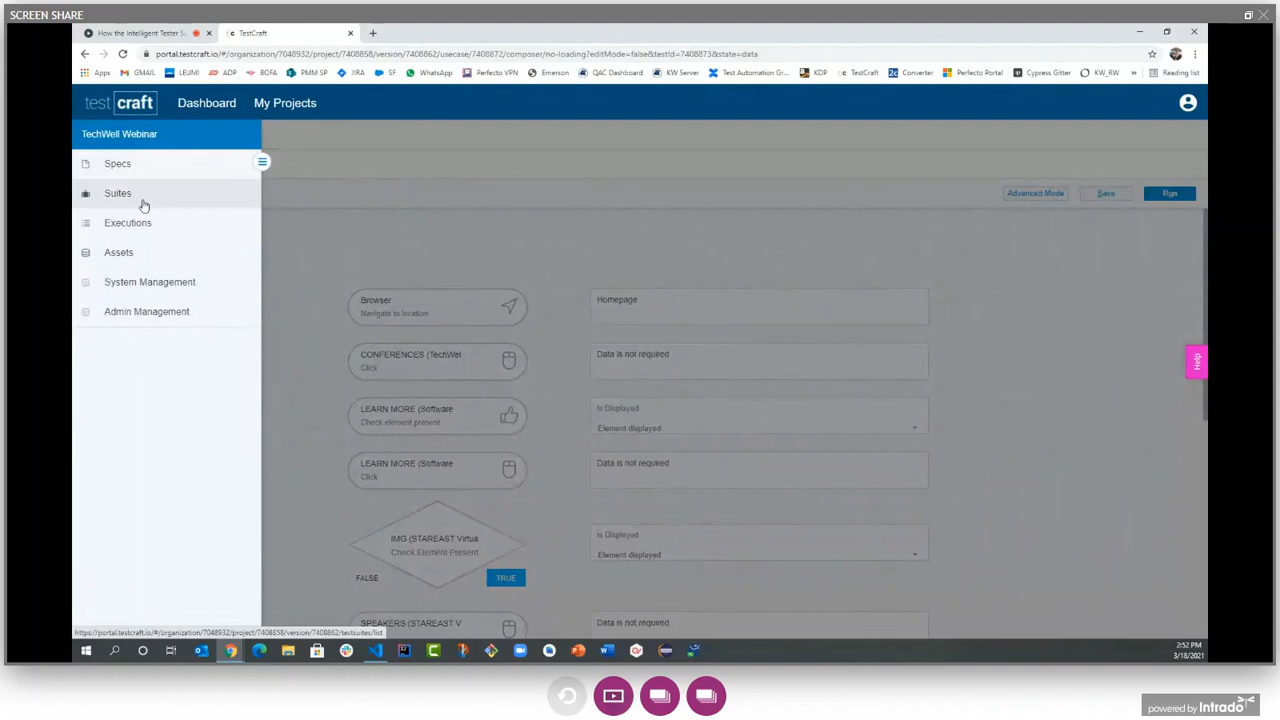 SCREEN SHARE
How the Intelligent Tester S
TestCraft
portal.testcraft.io/#/organization/7048932/project/7408858/version/7408862/usecase/7408872/composer/no-loading?editMode=false&testId=7408873&state=data
Apps GMAIL LEUMI ADP BOFA PMM SP JIRA SF WhatsApp Perfecto VPN Emerson QAC Dashboard KW Server Test Automation Gr... KDP TestCraft Converter Perfecto Portal Cypress Gitter KW_RW » Reading list
test craft Dashboard My Projects
TechWell Webinar
Specs
Suites
Advanced Mode Save Run
Executions
Assets
System Management
Admin Management
Browser
Navigate to location
Homepage
CONFERENCES (TechWel
Click
Data is not required
Help
LEARN MORE (Software
Check element present
Is Displayed
Element displayed
LEARN MORE (Software
Click
Data is not required
IMG (STAREAST Virtua
Check Element Present
Is Displayed
Element displayed
FALSE TRUE
SPEAKERS (STAREAST V
Data is not required
https://portal.testcraft.io/#/organization/7048932/project/7408858/version/7408862/testsuites/list
2:52 PM
3/18/2021
powered by Intrado